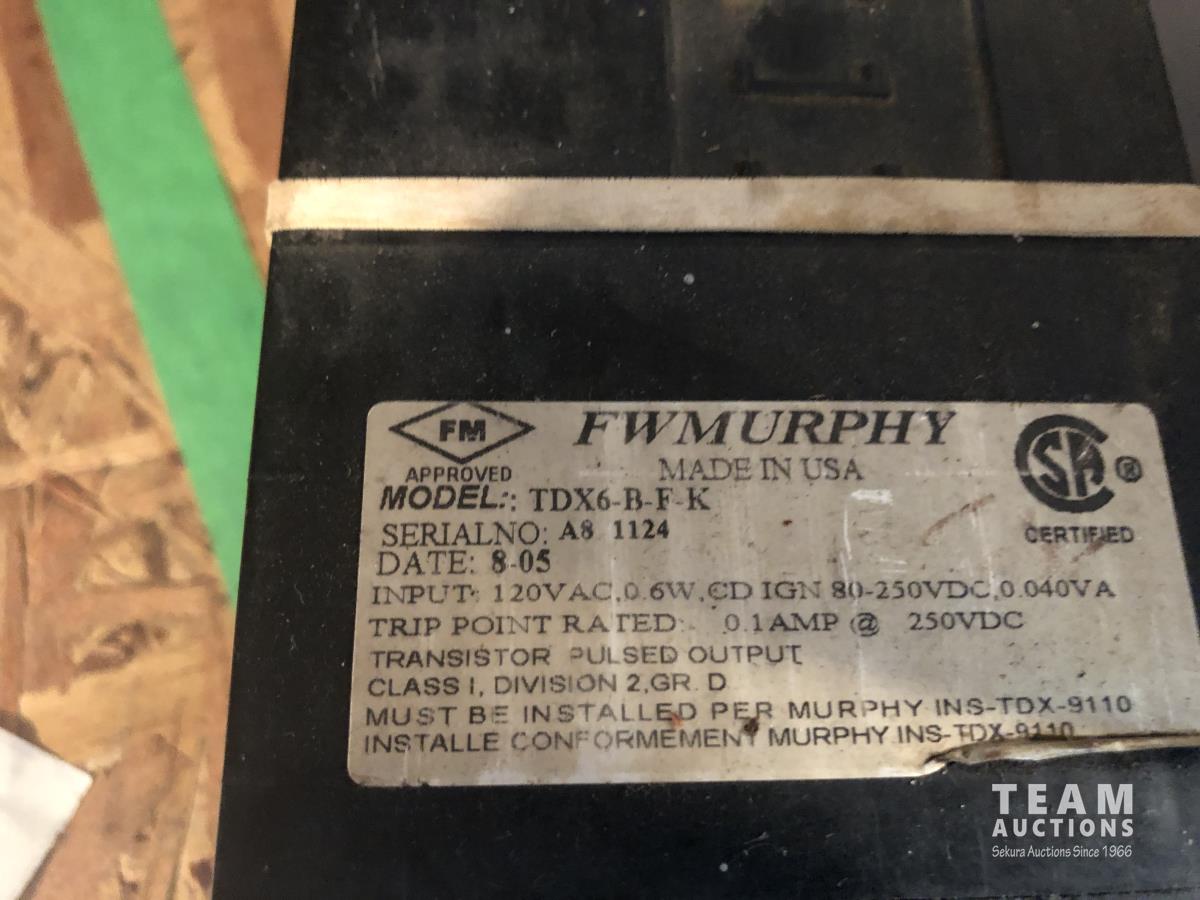 FM
APPROVED
FWMURPHY
MADE IN USA
CSA ®
CERTIFIED
MODEL:: TDX6-B-F-K
SERIALNO: A8 1124
DATE: 8-05
INPUT: 120VAC,0.6W,CD IGN 80-250VDC,0.040VA
TRIP POINT RATED: 0.1AMP @ 250VDC
TRANSISTOR PULSED OUTPUT
CLASS I, DIVISION 2,GR. D
MUST BE INSTALLED PER MURPHY INS-TDX-9110
INSTALLE CONFORMEMENT MURPHY INS-TDX-9110
TEAM
AUCTIONS
Sekura Auctions Since 1966